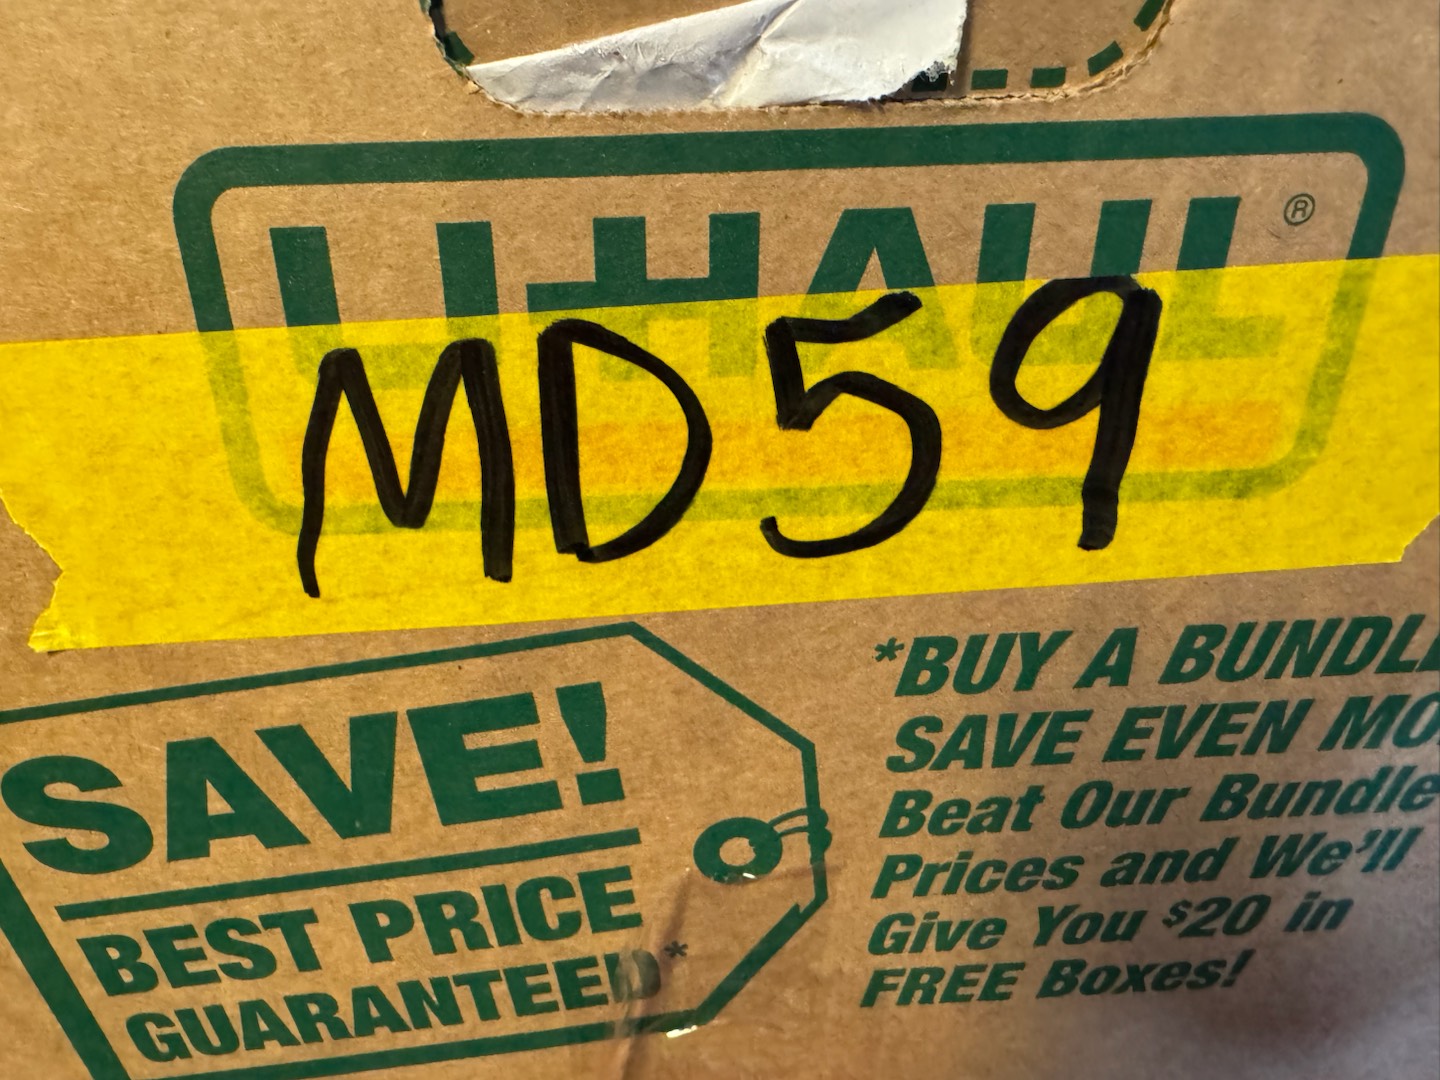 U-HAUL®
MD59
SAVE!
BEST PRICE
GUARANTEED*
*BUY A BUNDLE
SAVE EVEN MO
Beat Our Bundle
Prices and We'll
Give You $20 in
FREE Boxes!